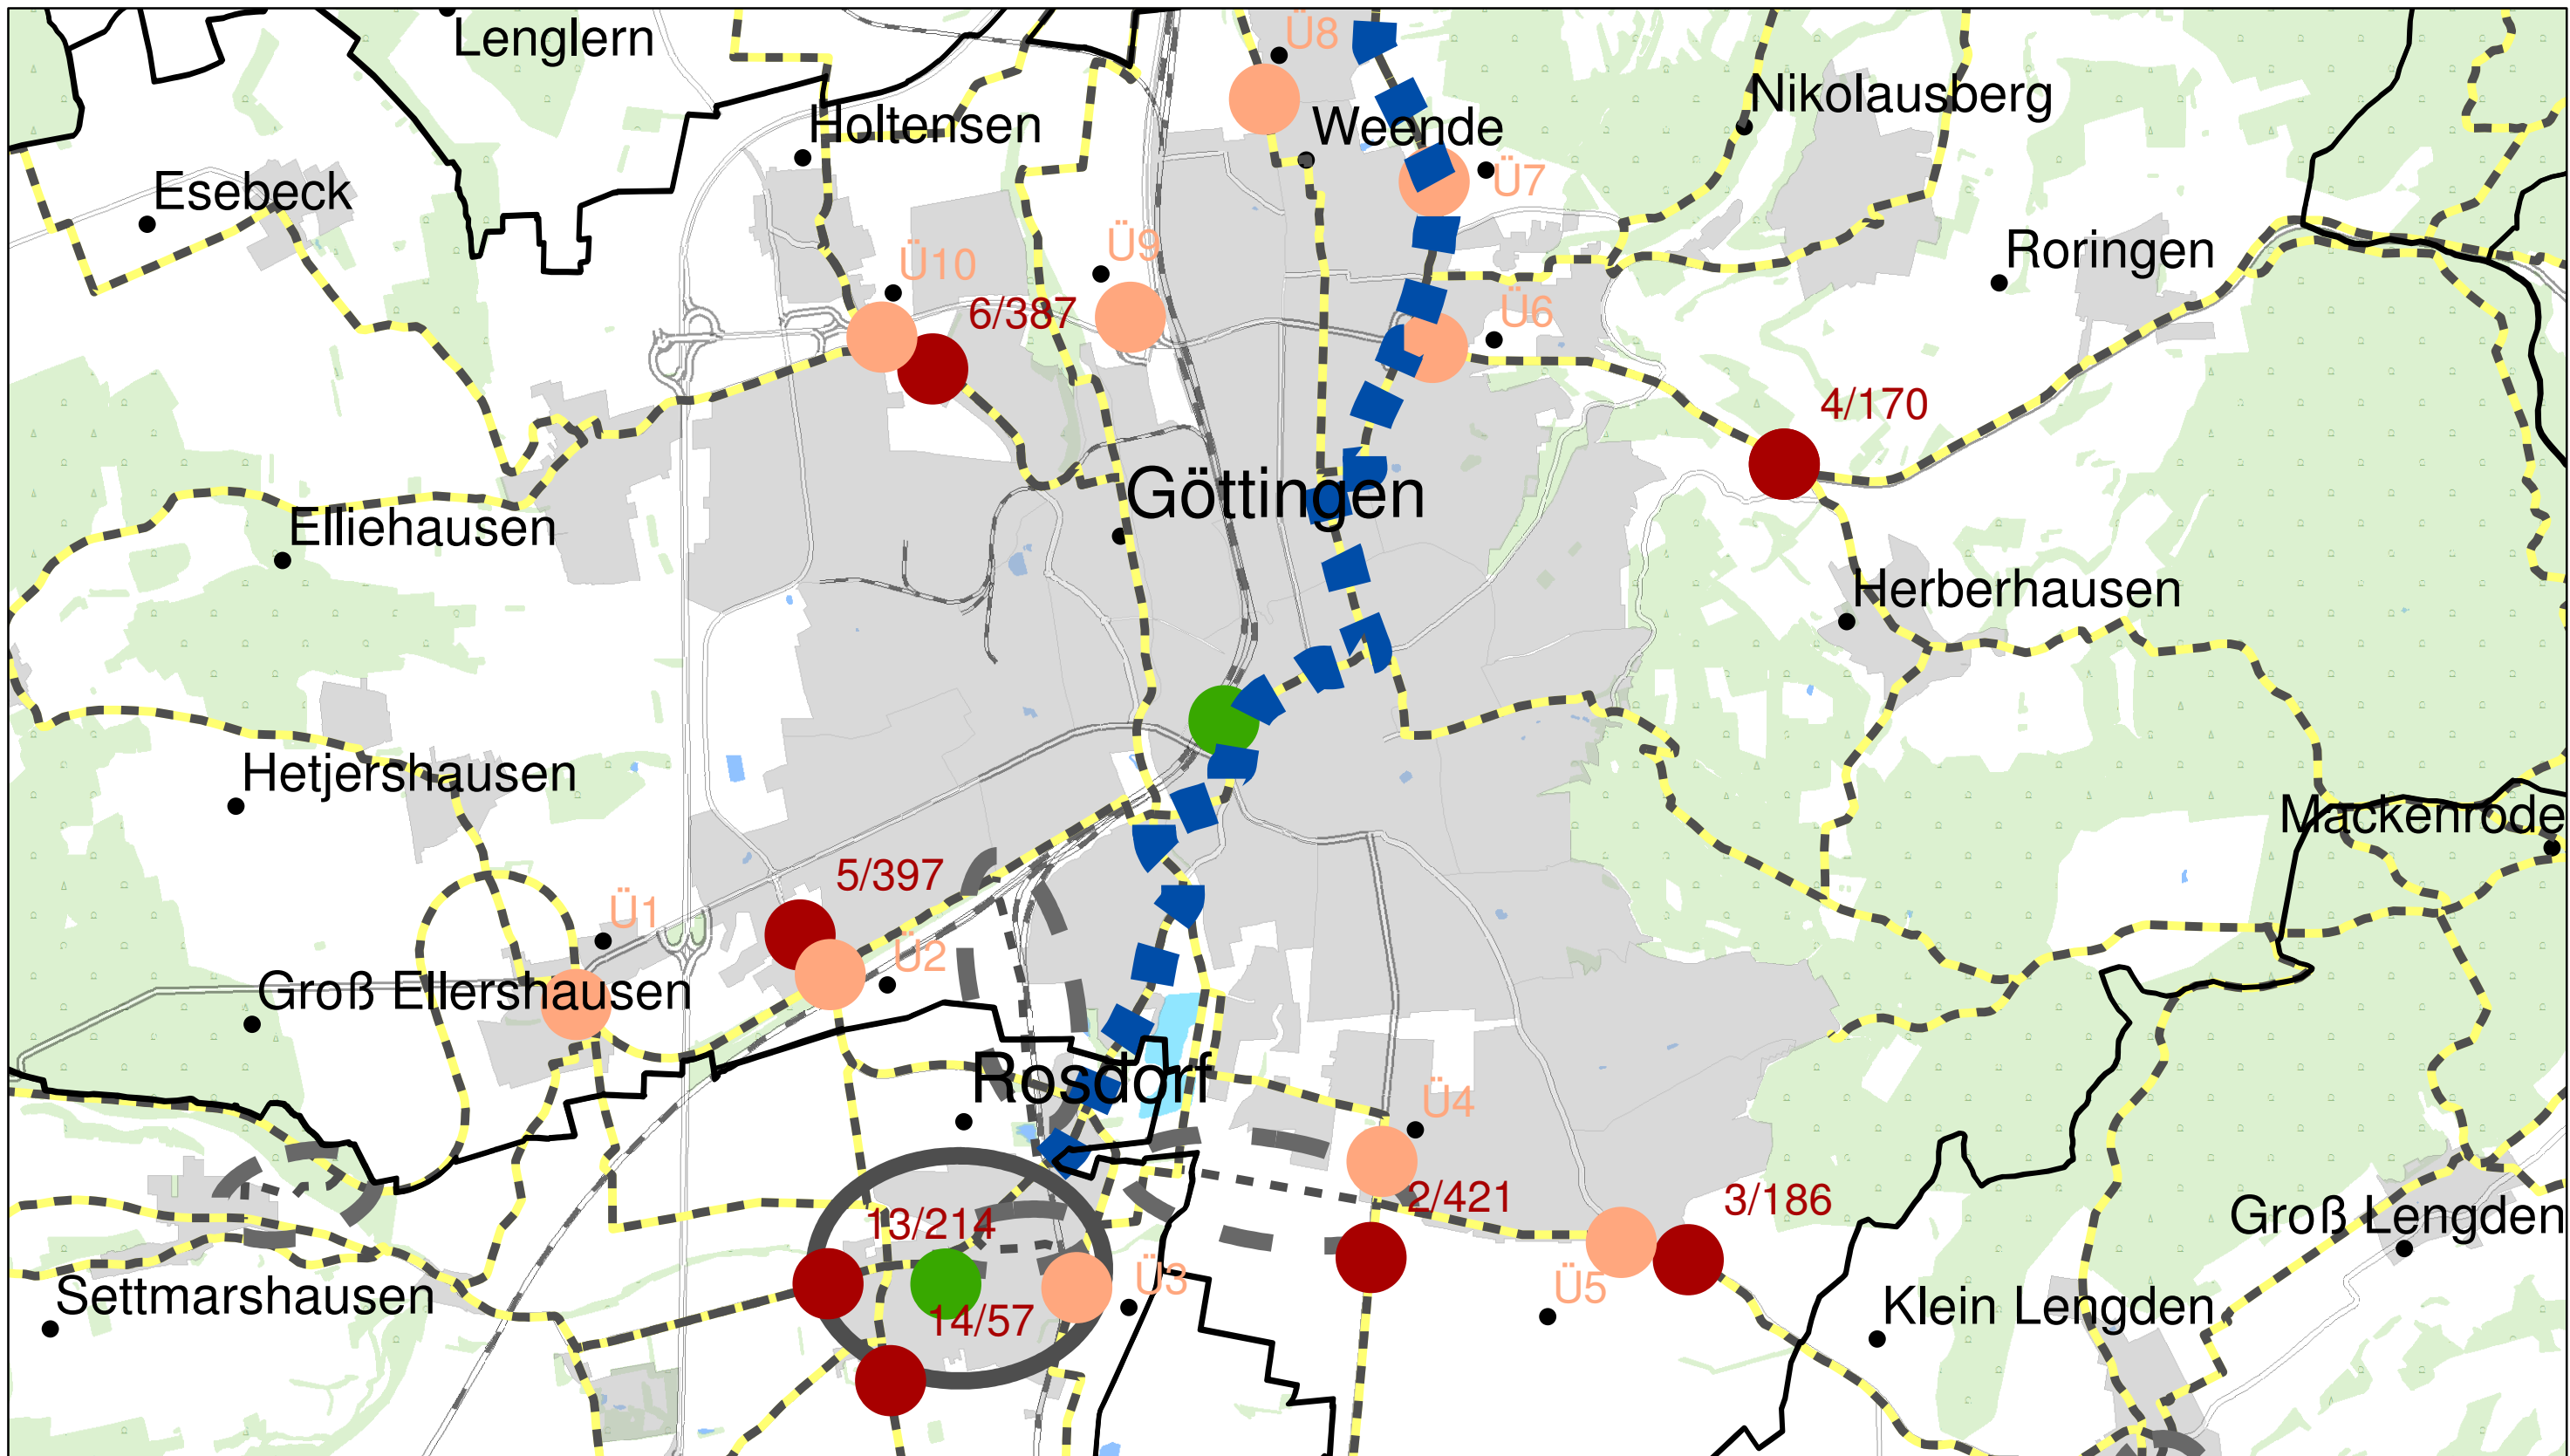 Lenglern
Ü8
Nikolausberg
Holtensen
Weende
Esebeck
Ü7
Ü9
Roringen
Ü10
6/387
Ü6
4/170
Göttingen
Elliehausen
Herberhausen
Hetjershausen
Mackenrode
5/397
Ü1
Ü2
Groß Ellershausen
Rosdorf
Ü4
2/421
3/186
13/214
Groß Lengden
Ü3
Ü5
Settmarshausen
14/57
Klein Lengden